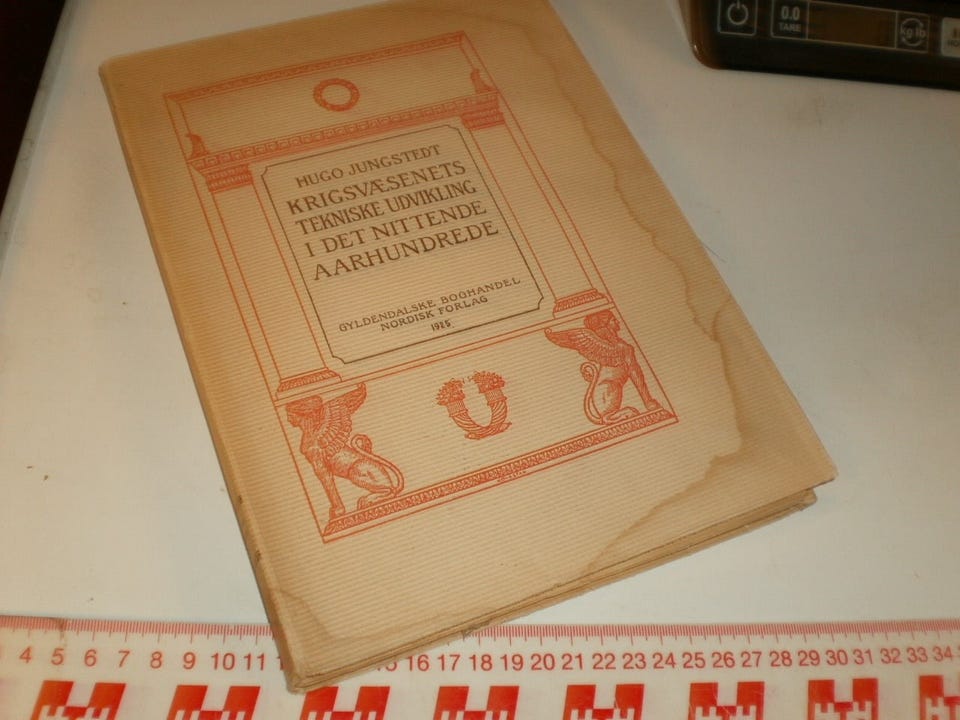 0.0
TARE
kg lb
HUGO JUNGSTEDT
KRIGSVÆSENETS
TEKNISKE UDVIKLING
I DET NITTENDE
AARHUNDREDE
GYLDENDALSKE BOGHANDEL
NORDISK FORLAG
1925
4 5 6 7 8 9 10 11 15 16 17 18 19 20 21 22 23 24 25 26 27 28 29 30 31 32 33 34